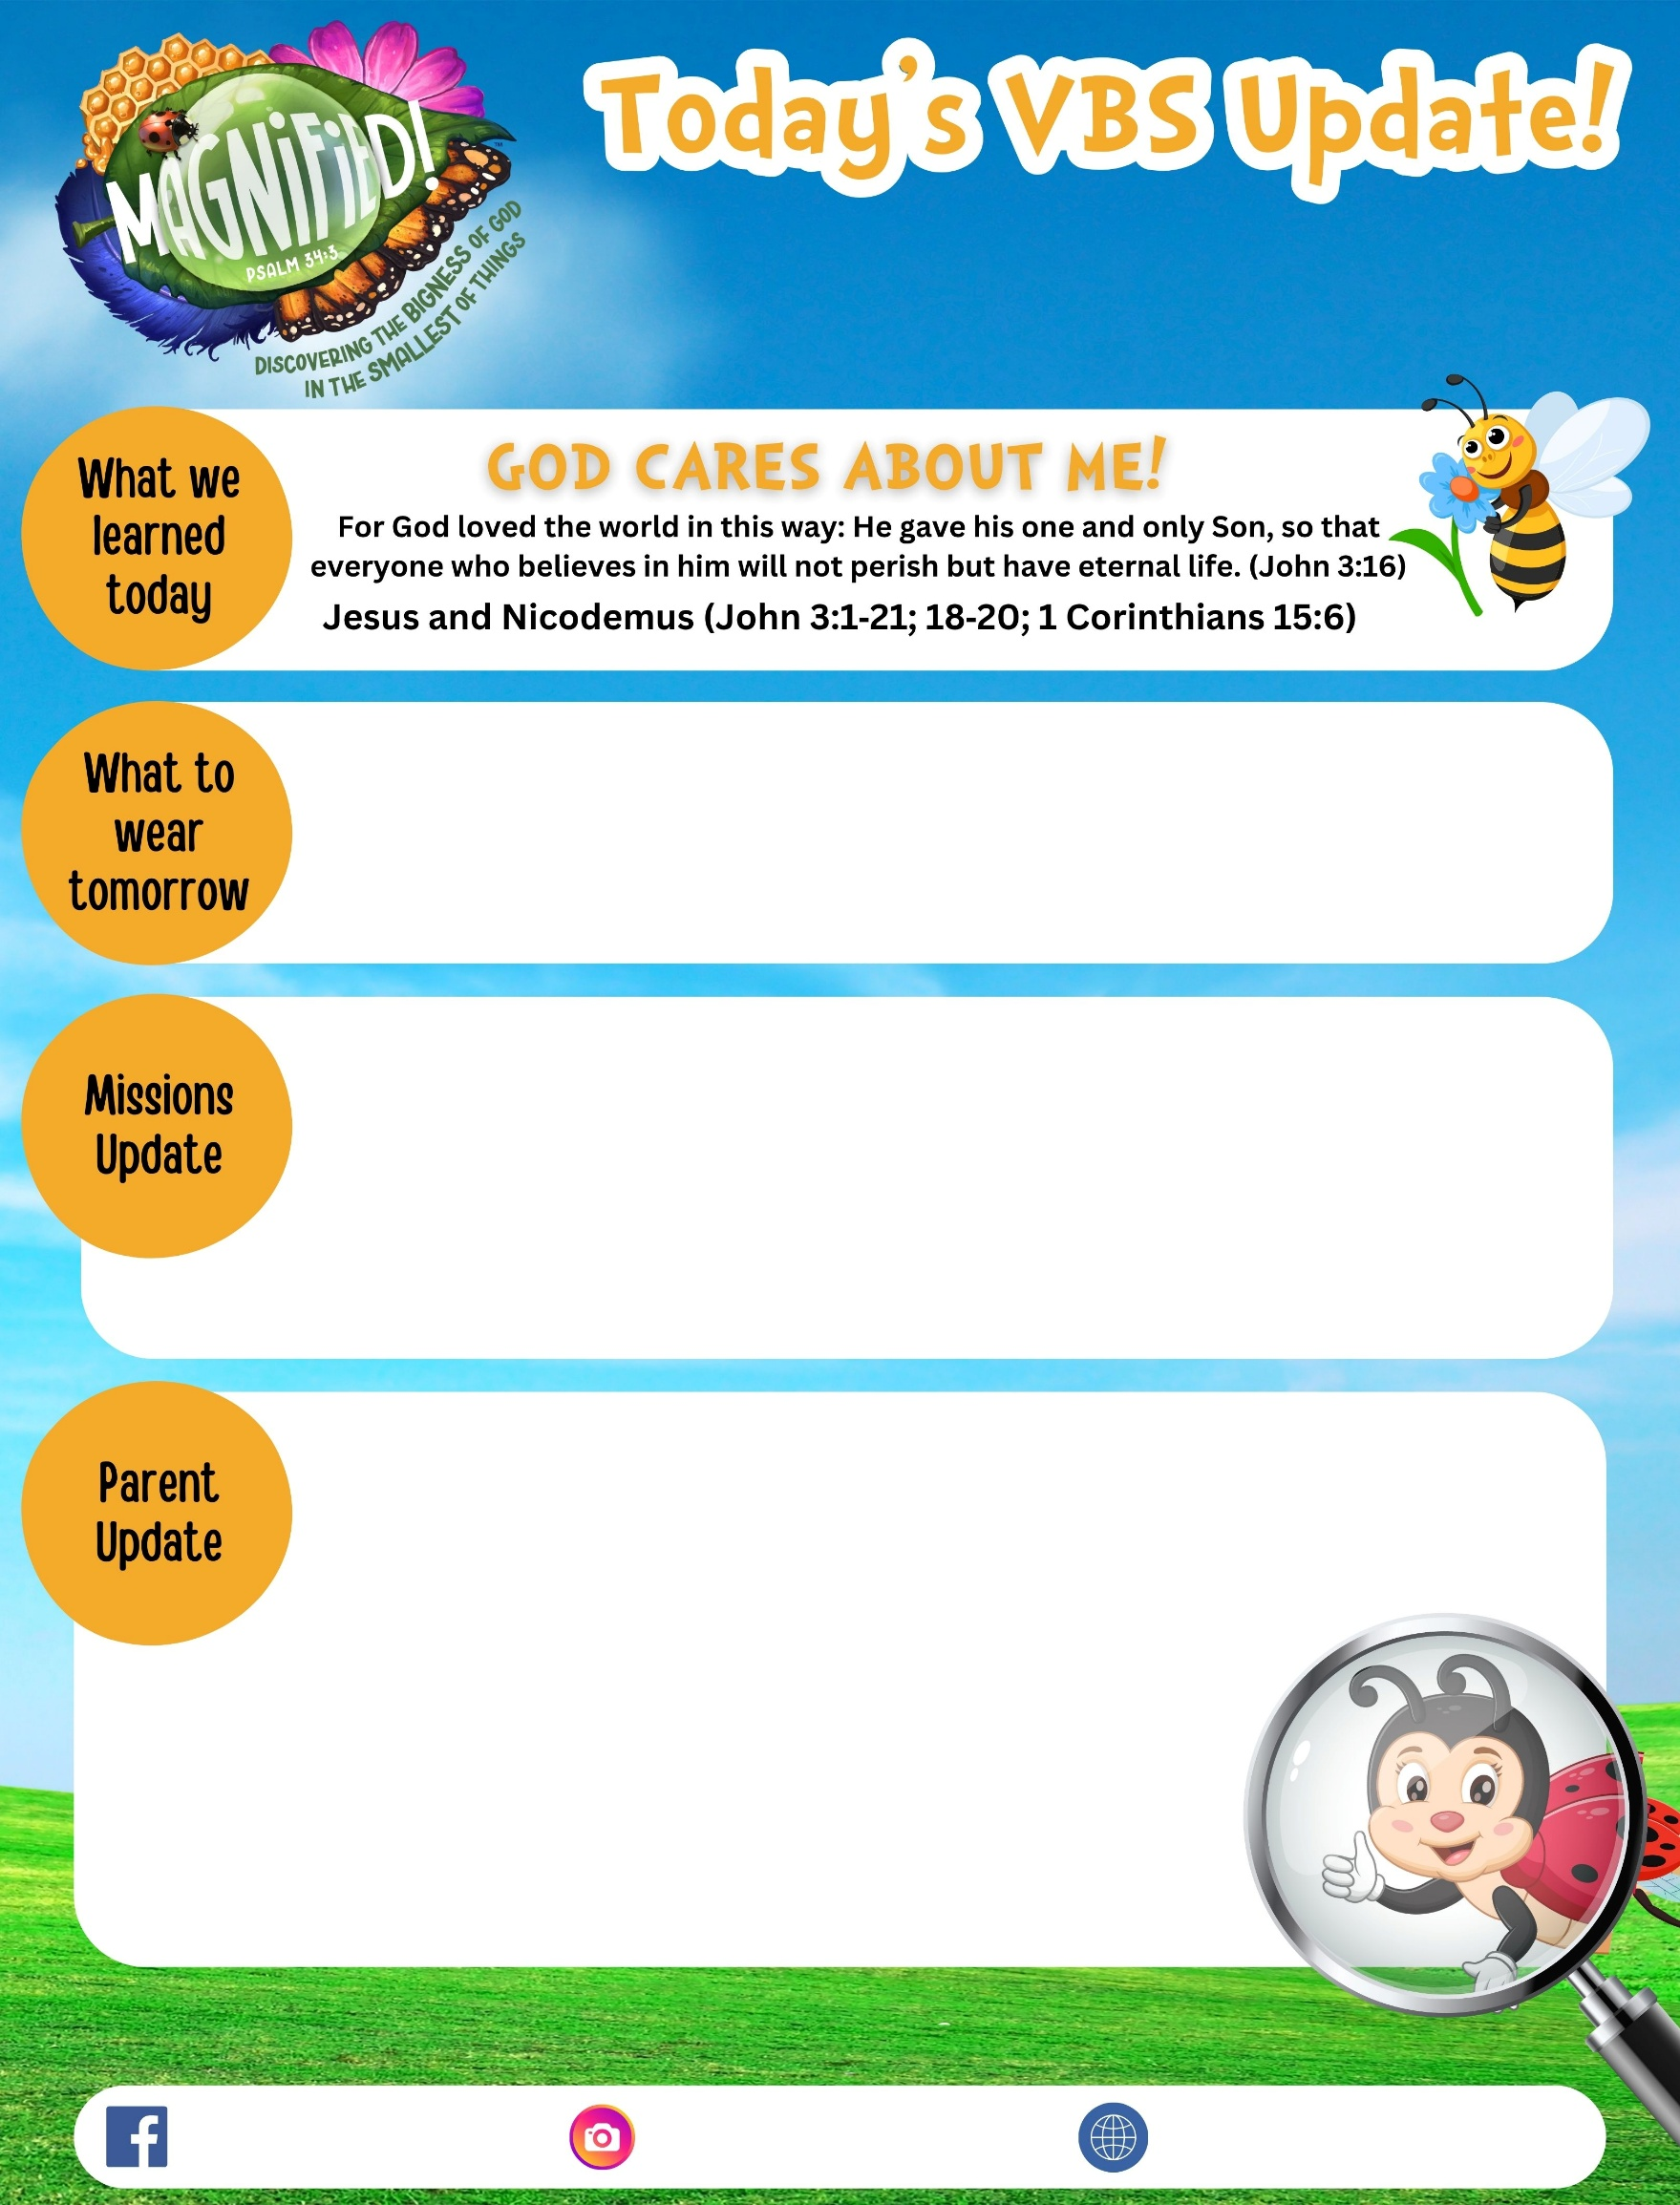 MAGNiFiED!
™
PSALM 34:3
DISCOVERING THE BIGNESS OF GOD
IN THE SMALLEST OF THINGS
Today's VBS Update!
What we
learned
today
GOD CARES ABOUT ME!
For God loved the world in this way: He gave his one and only Son, so that
everyone who believes in him will not perish but have eternal life. (John 3:16)
Jesus and Nicodemus (John 3:1-21; 18-20; 1 Corinthians 15:6)
What to
wear
tomorrow
Missions
Update
Parent
Update